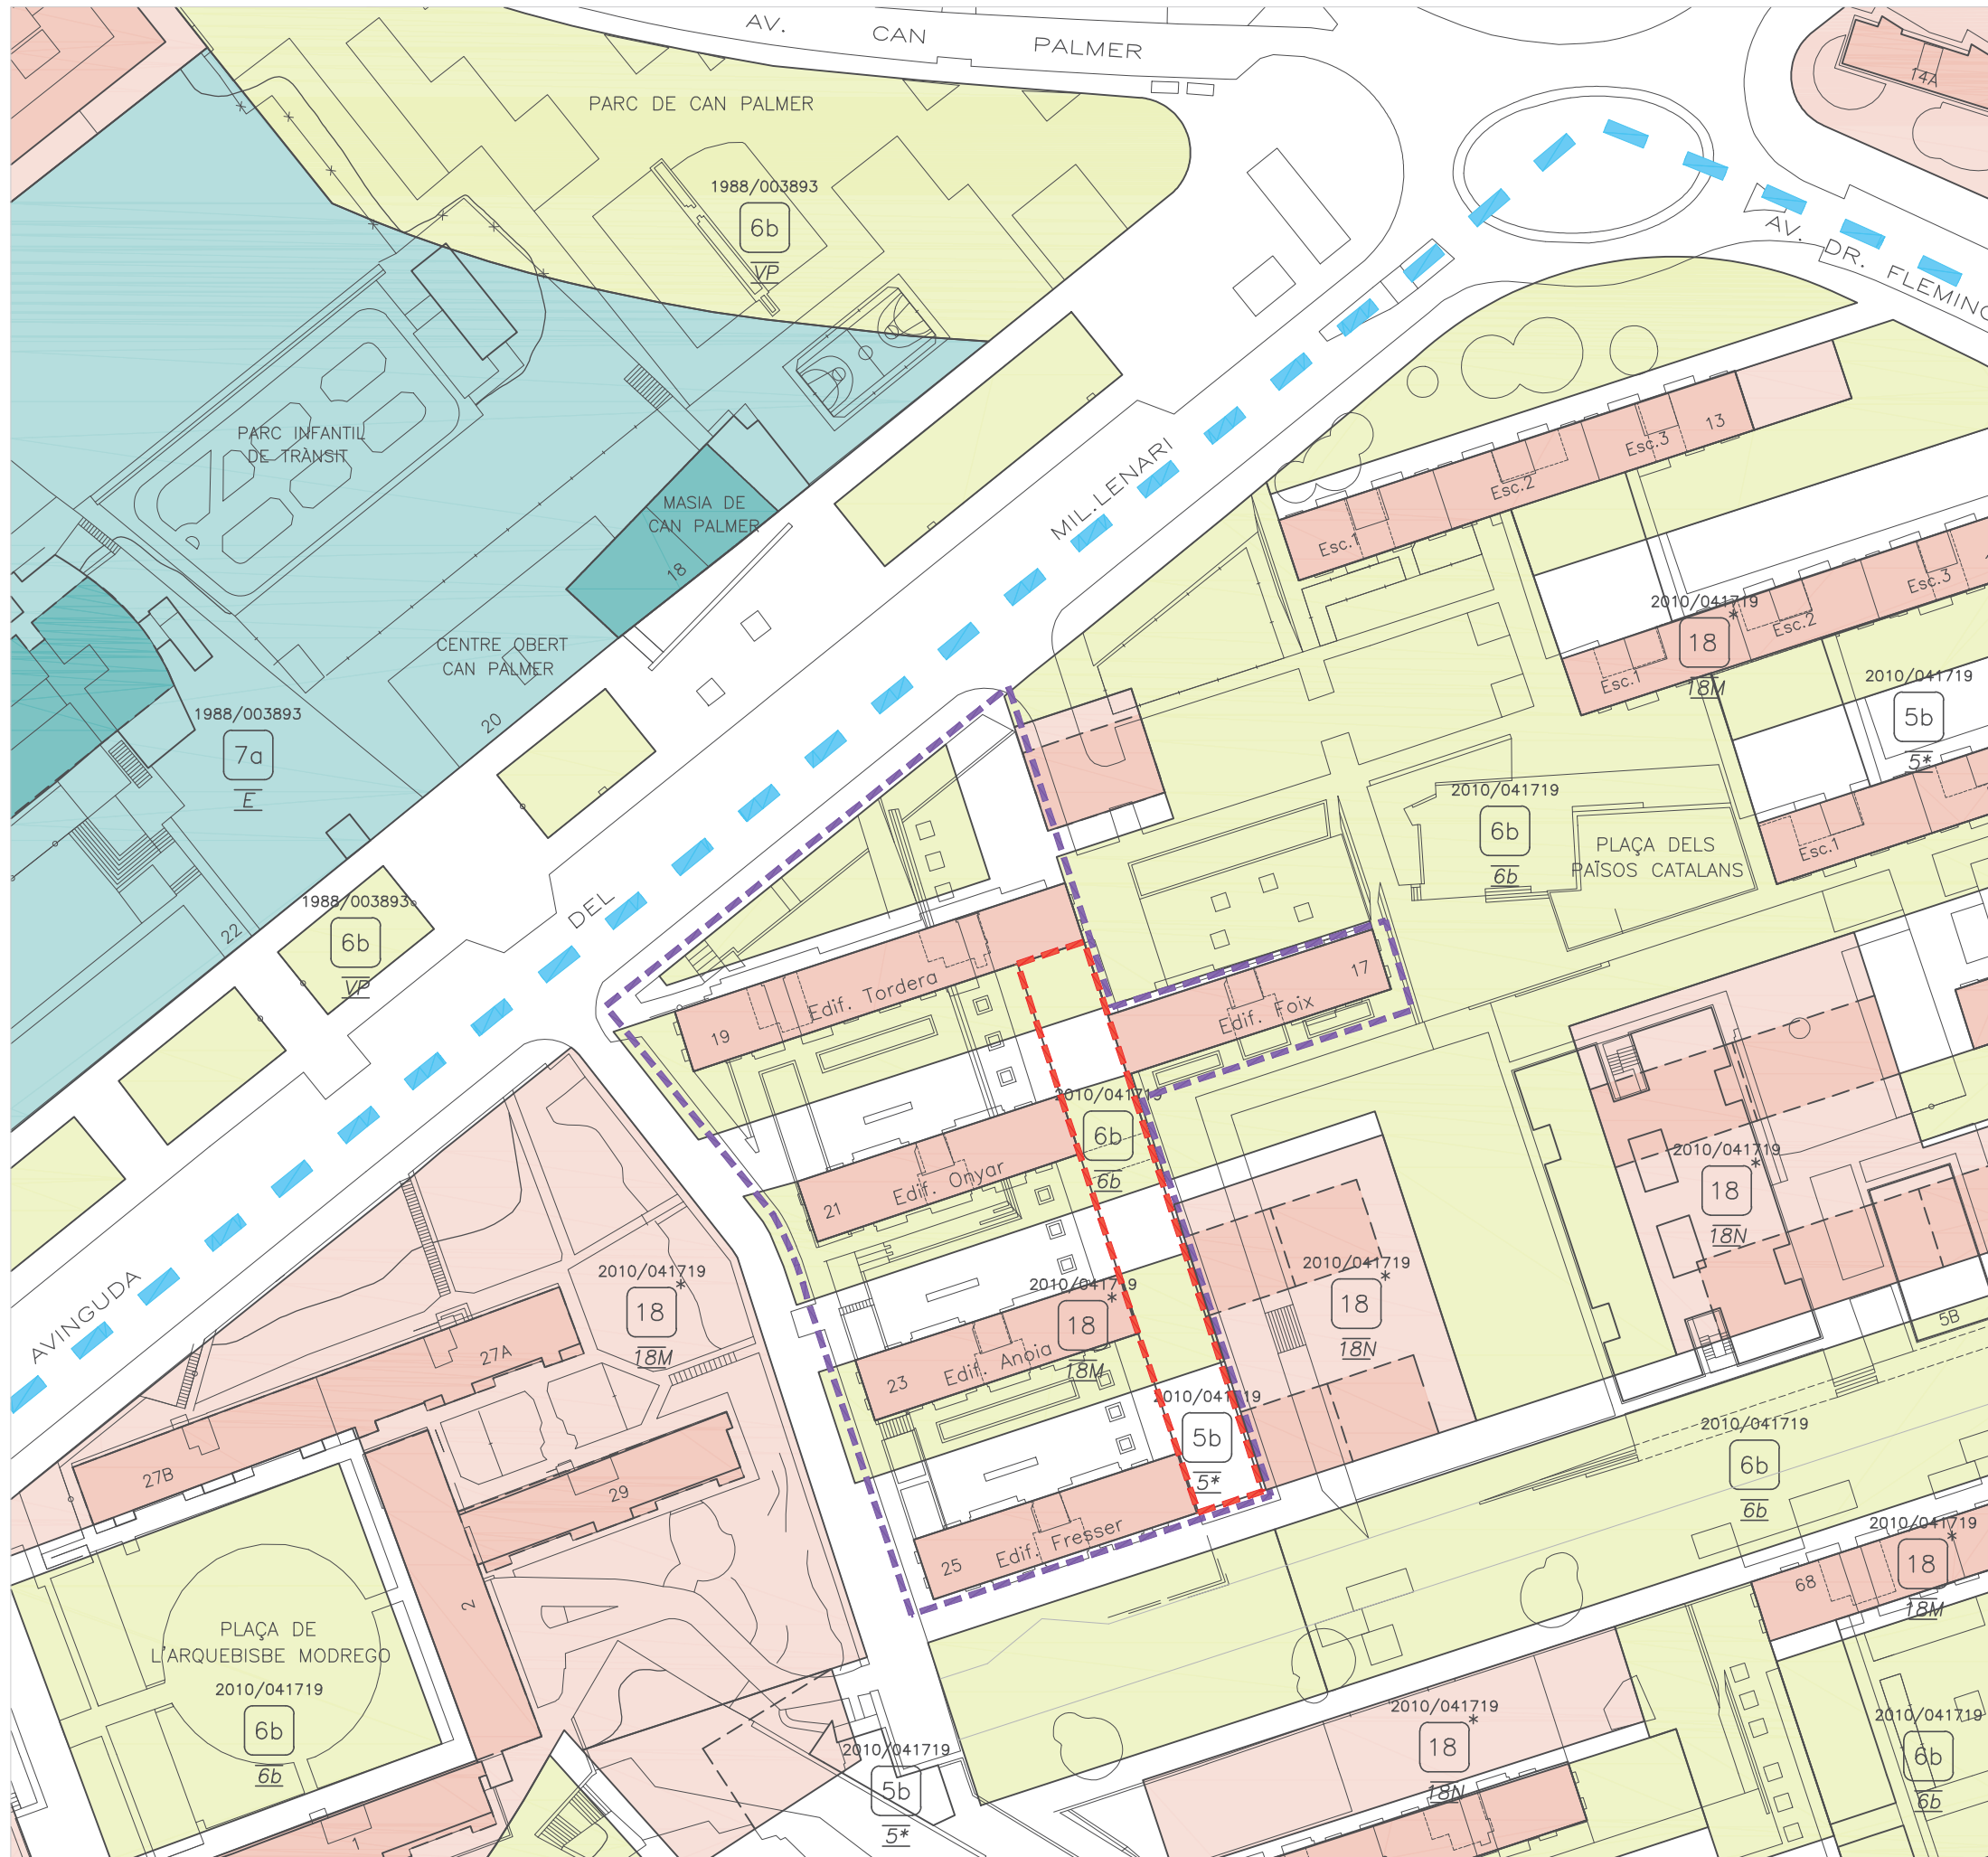 AV. CAN PALMER
14A
PARC DE CAN PALMER
1988/003893
6b
VP
AV. DR. FLEMING
PARC INFANTIL
DE TRÀNSIT
MASIA DE
CAN PALMER
18
CENTRE OBERT
CAN PALMER
20
22
1988/003893
7a
E
AVINGUDA DEL MIL.LENARI
Esc.1
Esc.2
Esc.3
13
2010/041719
18*
18M
Esc.1
Esc.2
Esc.3
2010/041719
5b
5*
Esc.1
2010/041719
6b
6b
PLAÇA DELS
PAÏSOS CATALANS
1988/003893
6b
VP
19
Edif. Tordera
Edif. Foix
17
6b
6b
21
Edif. Onyar
2010/041719
18*
18M
23
Edif. Anoia
2010/041719
18*
18N
2010/041719
18*
18N
5B
2010/041719
18*
18M
27A
27B
29
2
2010/041719
5b
5*
25
Edif. Fresser
2010/041719
6b
6b
2010/041719
18*
18M
68
PLAÇA DE
L'ARQUEBISBE MODREGO
2010/041719
6b
6b
1
2010/041719
5b
5*
2010/041719
18*
18N
2010/041719
6b
6b